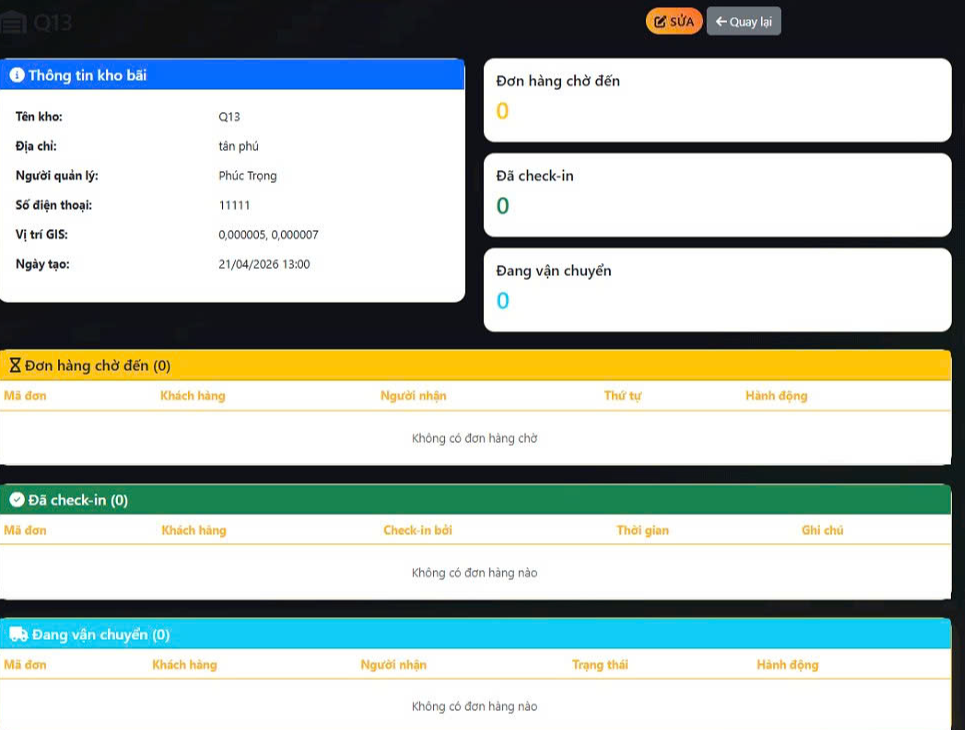 Q13
SỬA
Quay lại
Thông tin kho bãi
Tên kho: Q13
Địa chỉ: tân phú
Người quản lý: Phúc Trọng
Số điện thoại: 11111
Vị trí GIS: 0,000005, 0,000007
Ngày tạo: 21/04/2026 13:00
Đơn hàng chờ đến
0
Đã check-in
0
Đang vận chuyển
0
Đơn hàng chờ đến (0)
Mã đơn Khách hàng Người nhận Thứ tự Hành động
Không có đơn hàng chờ
Đã check-in (0)
Mã đơn Khách hàng Check-in bởi Thời gian Ghi chú
Không có đơn hàng nào
Đang vận chuyển (0)
Mã đơn Khách hàng Người nhận Trạng thái Hành động
Không có đơn hàng nào